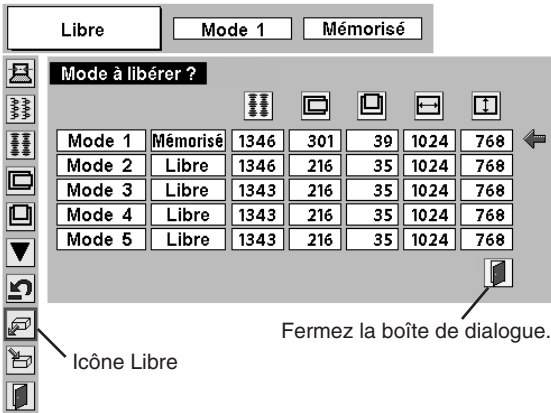 Libre Mode 1 Mémorisé
Mode à libérer ?
Mode 1 Mémorisé 1346 301 39 1024 768
Mode 2 Libre 1346 216 35 1024 768
Mode 3 Libre 1343 216 35 1024 768
Mode 4 Libre 1343 216 35 1024 768
Mode 5 Libre 1343 216 35 1024 768
Fermez la boîte de dialogue.
Icône Libre